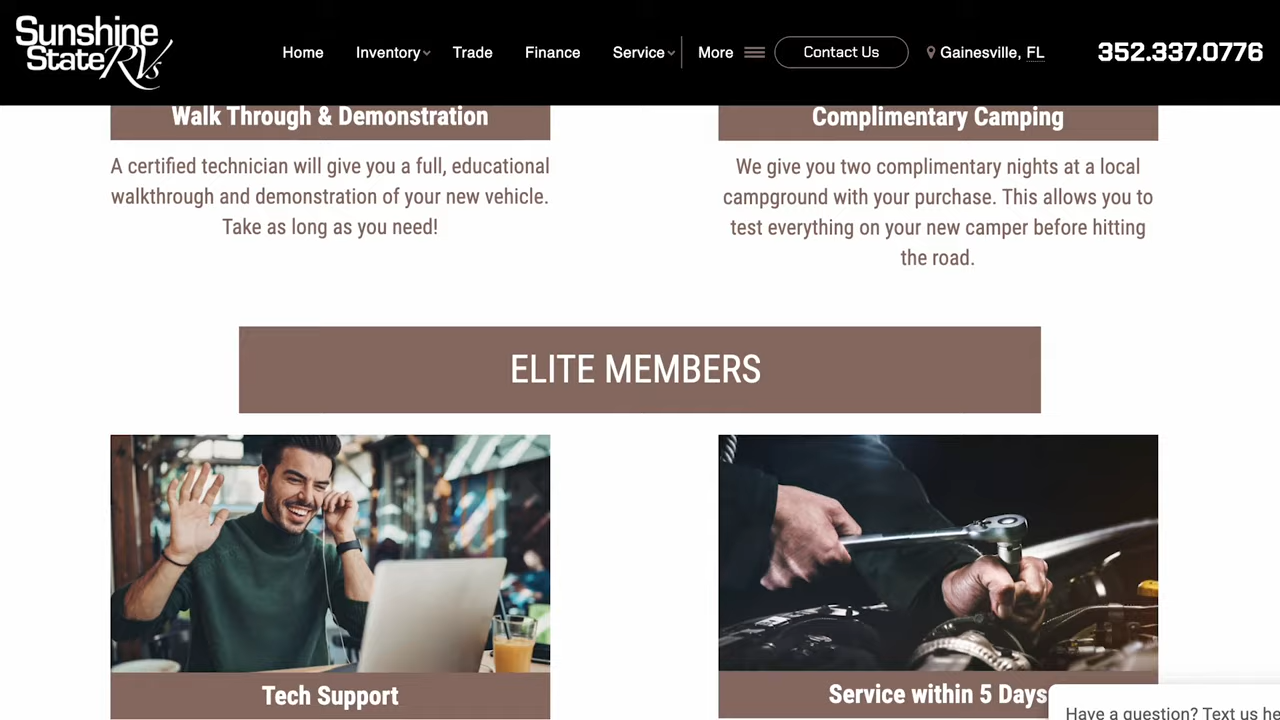 Sunshine
State RVs
Home Inventory Trade Finance Service More Contact Us Gainesville, FL 352.337.0776
Walk Through & Demonstration
A certified technician will give you a full, educational
walkthrough and demonstration of your new vehicle.
Take as long as you need!
Complimentary Camping
We give you two complimentary nights at a local
campground with your purchase. This allows you to
test everything on your new camper before hitting
the road.
ELITE MEMBERS
Tech Support
Service within 5 Days
Have a question? Text us he